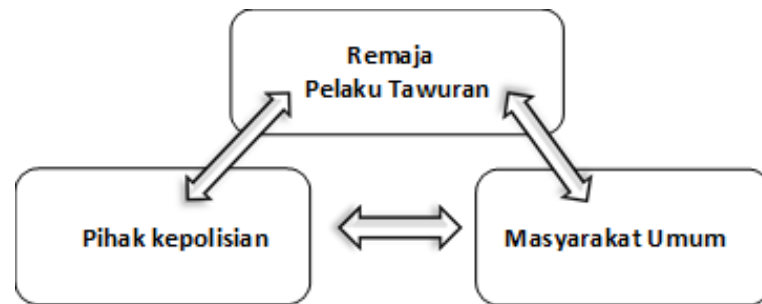 Remaja
Pelaku Tawuran
Pihak kepolisian
Masyarakat Umum